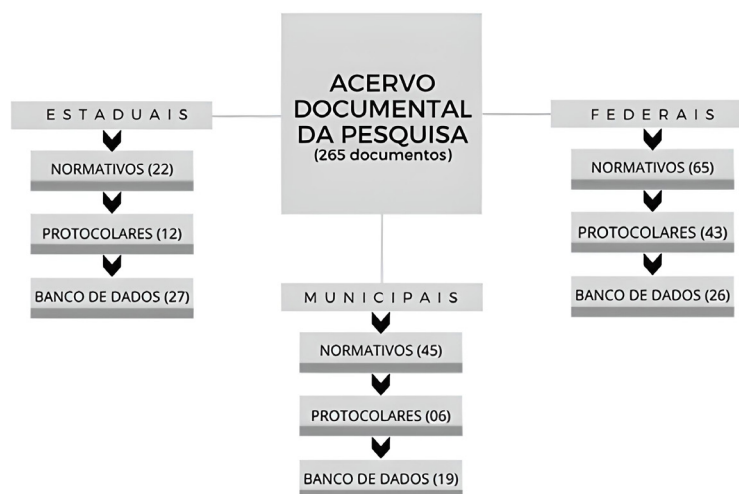 ACERVO
DOCUMENTAL
DA PESQUISA
(265 documentos)
ESTADUAIS
NORMATIVOS (22)
PROTOCOLARES (12)
BANCO DE DADOS (27)
MUNICIPAIS
NORMATIVOS (45)
PROTOCOLARES (06)
BANCO DE DADOS (19)
FEDERAIS
NORMATIVOS (65)
PROTOCOLARES (43)
BANCO DE DADOS (26)